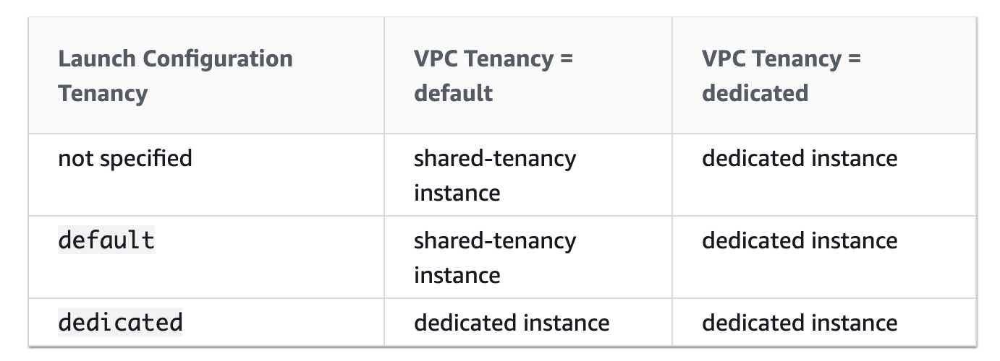 Launch Configuration
Tenancy
VPC Tenancy =
default
VPC Tenancy =
dedicated
not specified
shared-tenancy
instance
dedicated instance
default
shared-tenancy
instance
dedicated instance
dedicated
dedicated instance
dedicated instance